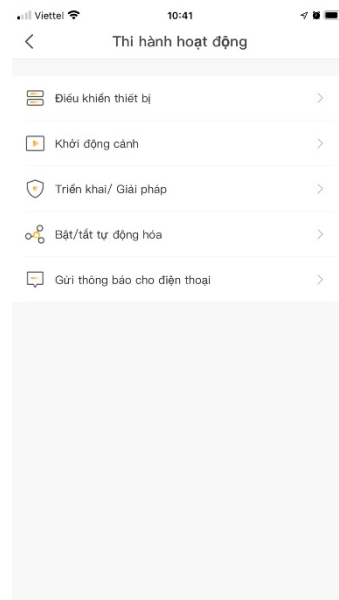 Viettel
10:41
Thi hành hoạt động
Điều khiển thiết bị
Khởi động cảnh
Triển khai/ Giải pháp
Bật/tắt tự động hóa
Gửi thông báo cho điện thoại